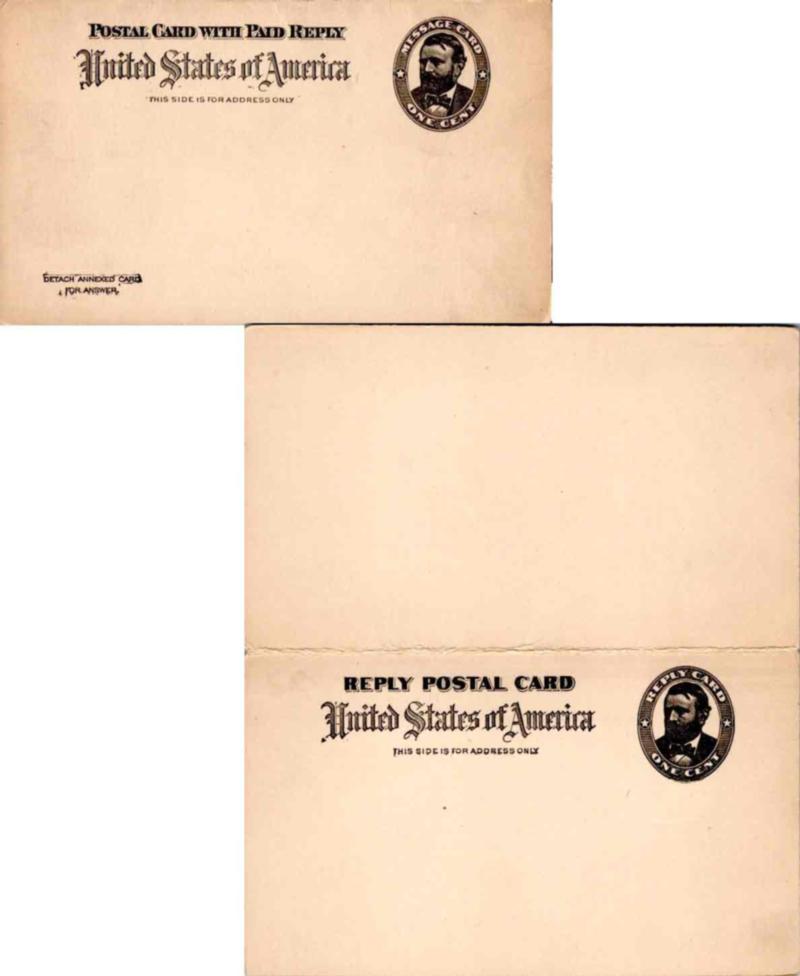 POSTAL CARD WITH PAID REPLY
United States of America
THIS SIDE IS FOR ADDRESS ONLY
MESSAGE CARD
ONE CENT
DETACH ANNEXED CARD
FOR ANSWER.
REPLY POSTAL CARD
United States of America
THIS SIDE IS FOR ADDRESS ONLY
REPLY CARD
ONE CENT